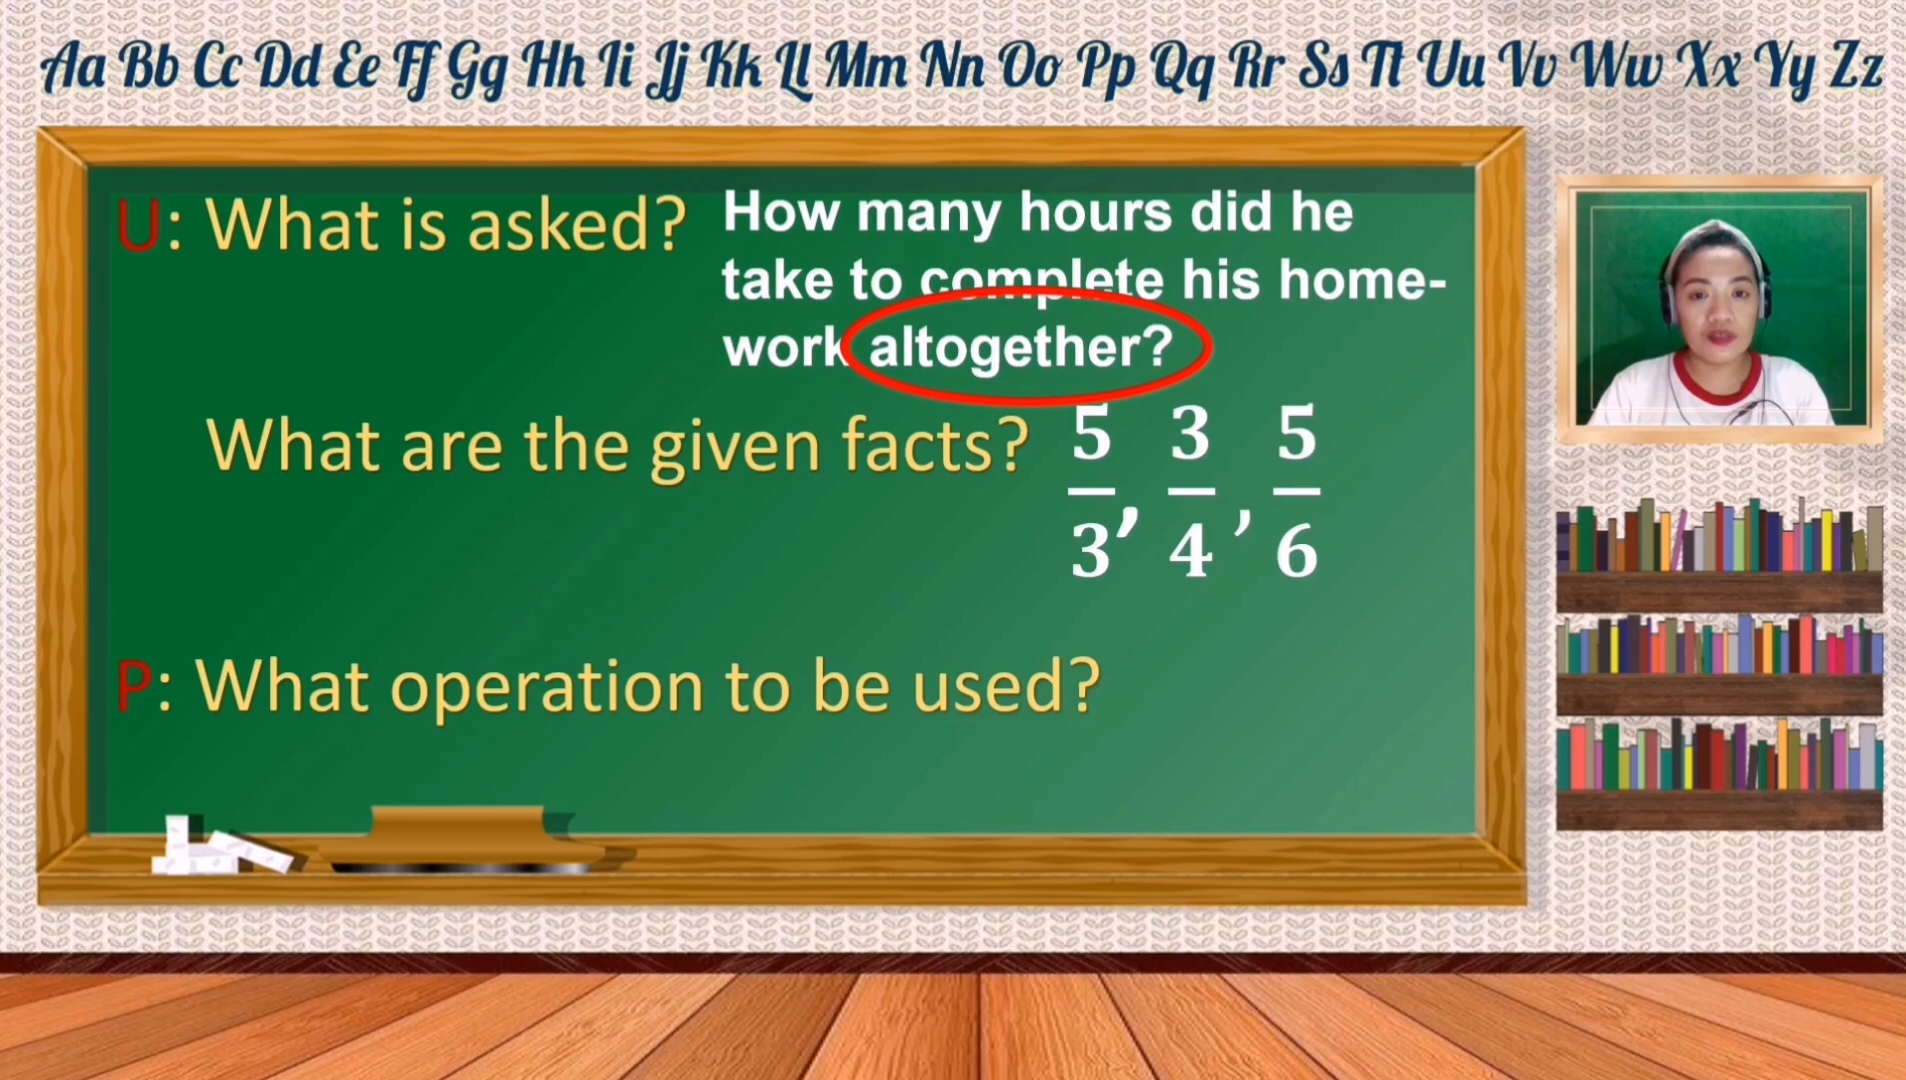 Aa Bb Cc Dd Ee Ff Gg Hh Ii Jj Kk Ll Mm Nn Oo Pp Qq Rr Ss Tt Uu Vv Ww Xx Yy Zz
U: What is asked?
How many hours did he
take to complete his home-
work altogether?
What are the given facts? 5/3, 3/4, 5/6
P: What operation to be used?